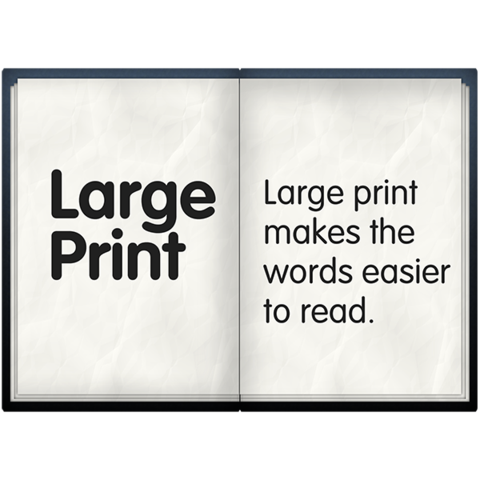 Large
Print
Large print
makes the
words easier
to read.